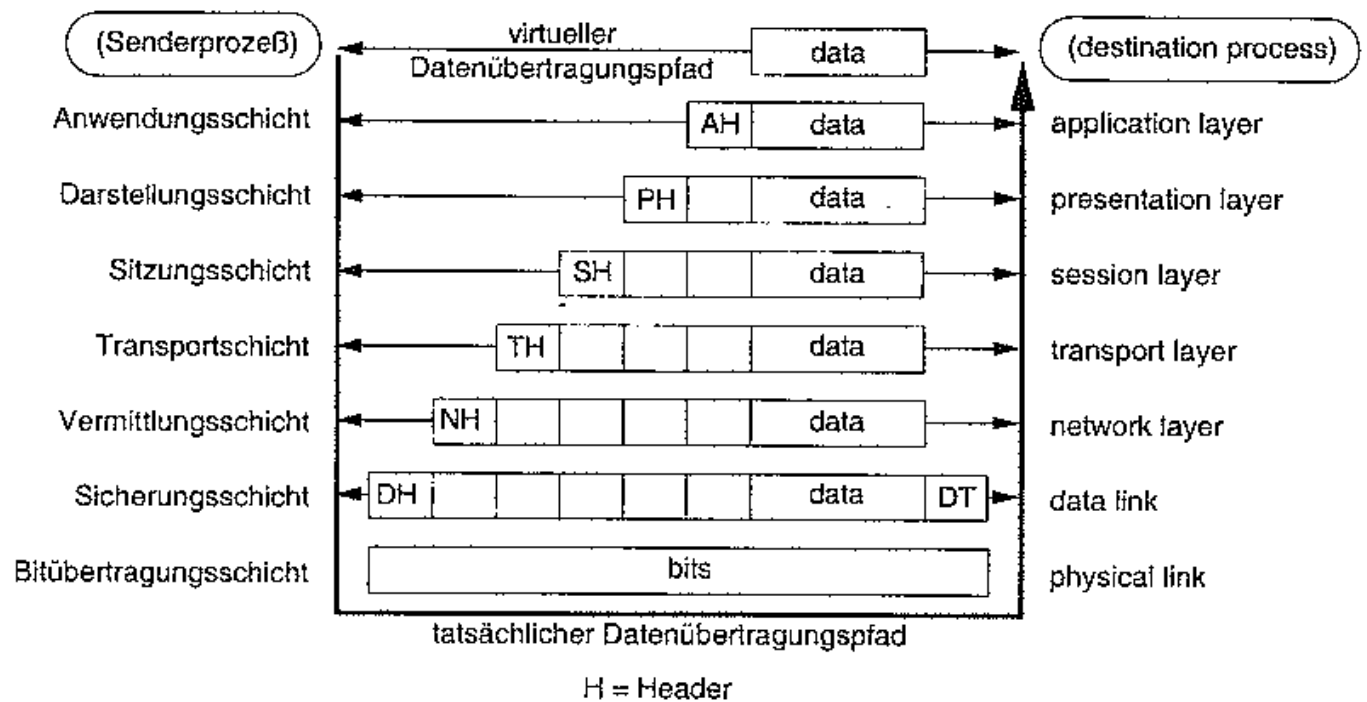 (Senderprozeß) virtueller data (destination process)
Datenübertragungspfad
Anwendungsschicht AH data application layer
Darstellungsschicht PH data presentation layer
Sitzungsschicht SH data session layer
Transportschicht TH data transport layer
Vermittlungsschicht NH data network layer
Sicherungsschicht DH data DT data link
Bitübertragungsschicht bits physical link
tatsächlicher Datenübertragungspfad
H = Header